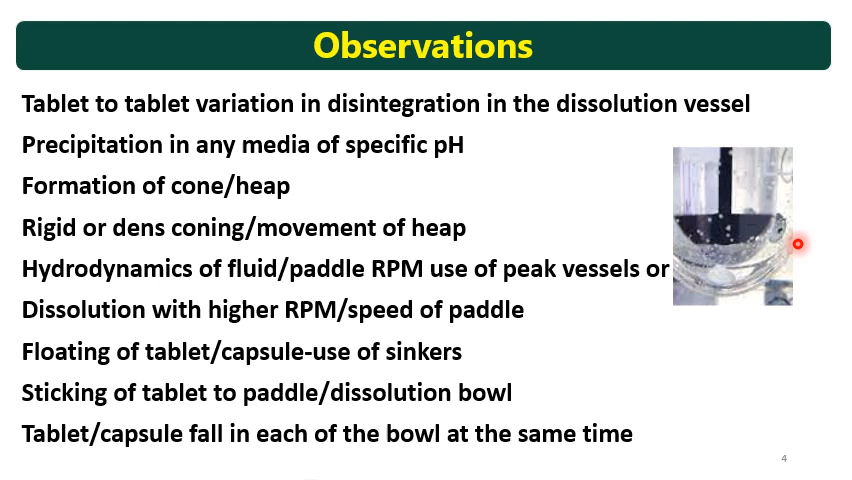 Observations
Tablet to tablet variation in disintegration in the dissolution vessel
Precipitation in any media of specific pH
Formation of cone/heap
Rigid or dens coning/movement of heap
Hydrodynamics of fluid/paddle RPM use of peak vessels or
Dissolution with higher RPM/speed of paddle
Floating of tablet/capsule-use of sinkers
Sticking of tablet to paddle/dissolution bowl
Tablet/capsule fall in each of the bowl at the same time
4